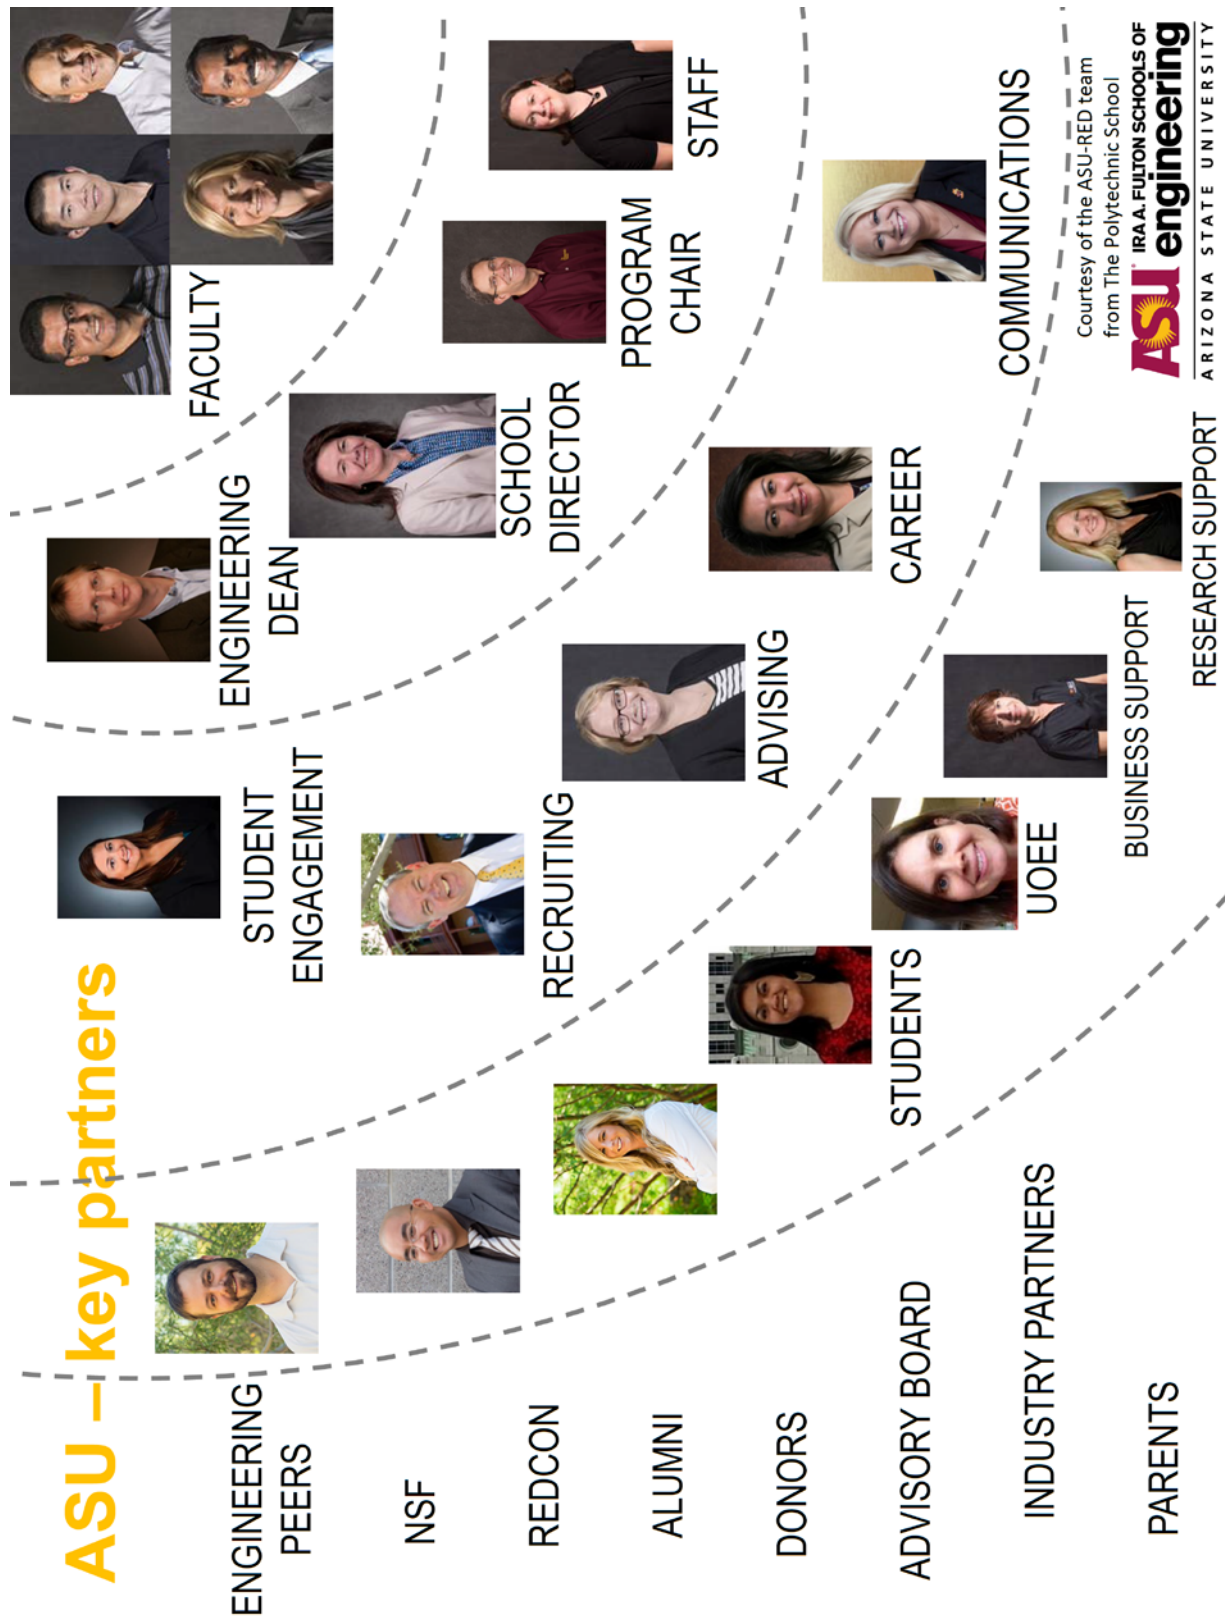 ASU – key partners
FACULTY
ENGINEERING
DEAN
SCHOOL
DIRECTOR
PROGRAM
CHAIR
STAFF
STUDENT
ENGAGEMENT
RECRUITING
ADVISING
CAREER
COMMUNICATIONS
STUDENTS
UOEE
BUSINESS SUPPORT
RESEARCH SUPPORT
ENGINEERING
PEERS
NSF
REDCON
ALUMNI
DONORS
ADVISORY BOARD
INDUSTRY PARTNERS
PARENTS
Courtesy of the ASU-RED team
from The Polytechnic School
ASU IRA A. FULTON SCHOOLS OF
engineering
ARIZONA STATE UNIVERSITY